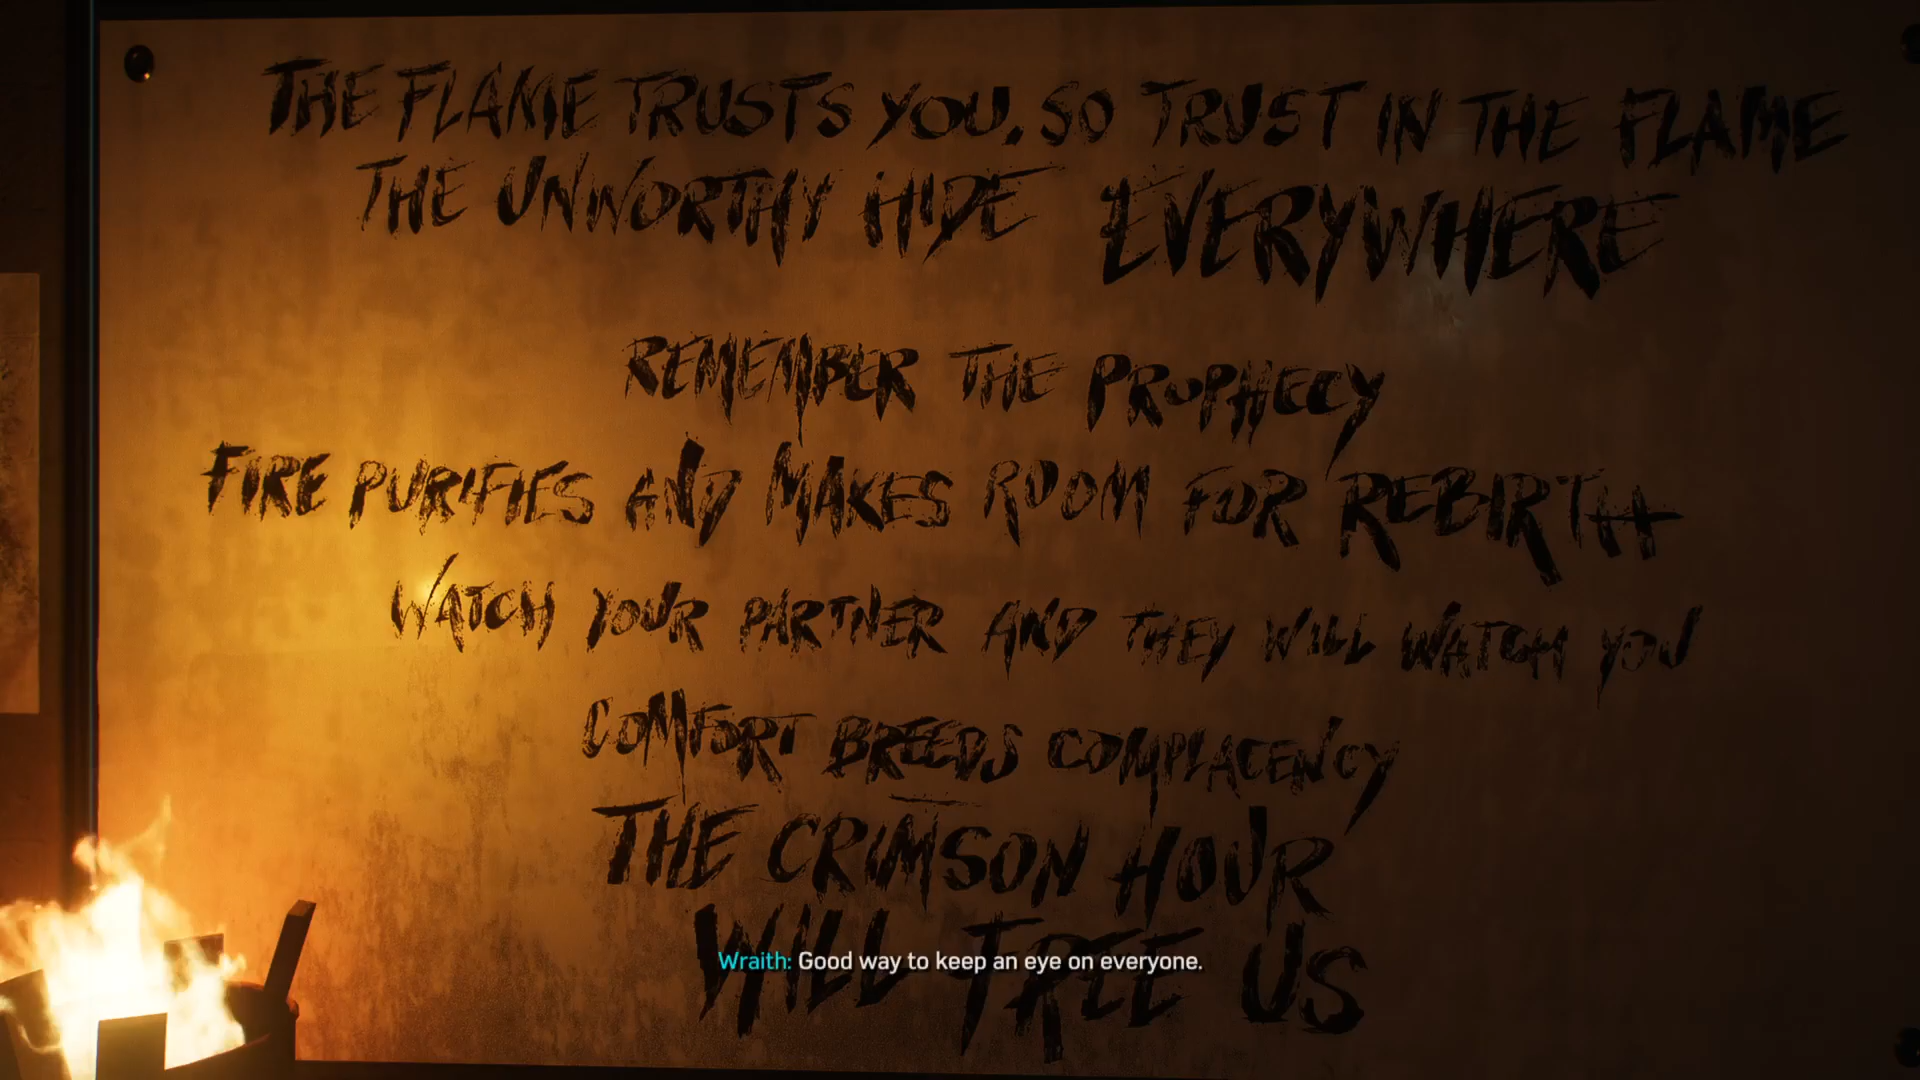 THE FLAME TRUSTS YOU, SO TRUST IN THE FLAME
THE UNWORTHY HIDE EVERYWHERE
REMEMBER THE PROPHECY
FIRE PURIFIES AND MAKES ROOM FOR REBIRTH
WATCH YOUR PARTNER AND THEY WILL WATCH YOU
COMFORT BREEDS COMPLACENCY
THE CRIMSON HOUR
WILL FREE US
Wraith: Good way to keep an eye on everyone.